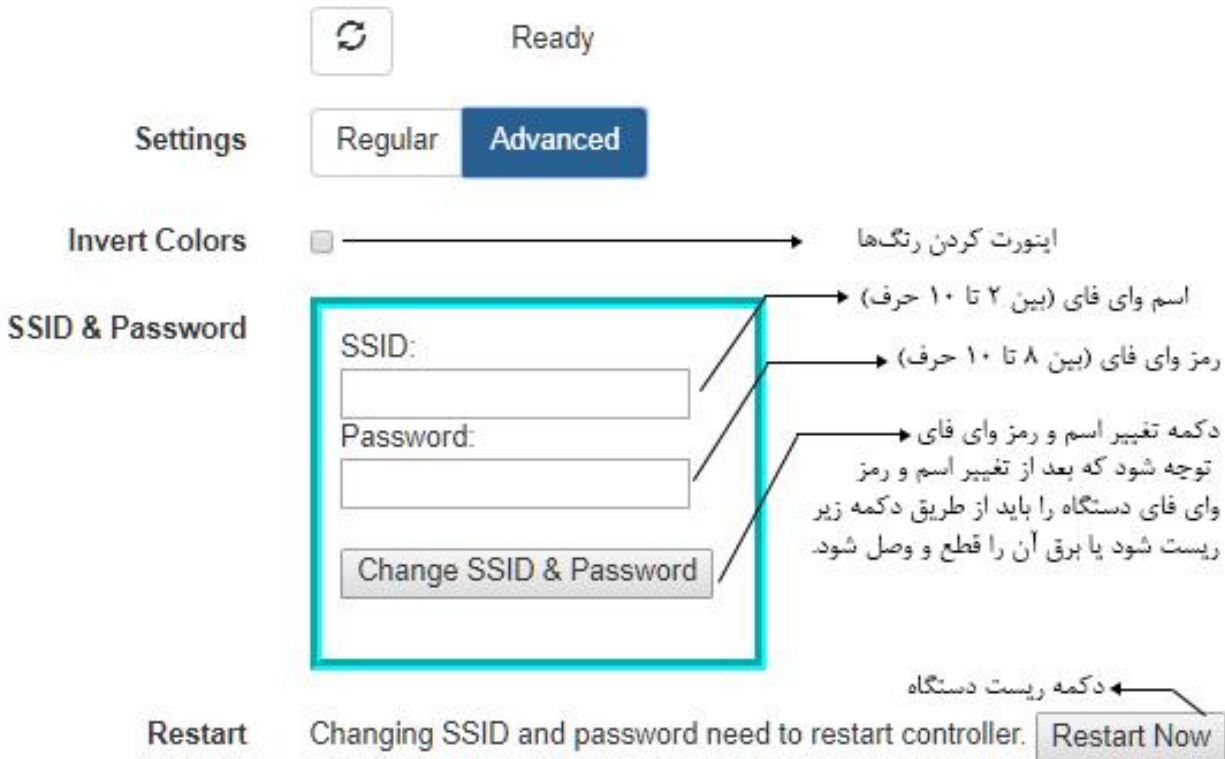 Ready
Settings
Regular
Advanced
Invert Colors
اینورت کردن رنگ‌ها
اسم وای فای (بین ۲ تا ۱۰ حرف)
SSID & Password
SSID:
رمز وای فای (بین ۸ تا ۱۰ حرف)
Password:
دکمه تغییر اسم و رمز وای فای
توجه شود که بعد از تغییر اسم و رمز
وای فای دستگاه را باید از طریق دکمه زیر
ریست شود یا برق آن را قطع و وصل شود.
Change SSID & Password
دکمه ریست دستگاه
Restart
Changing SSID and password need to restart controller.
Restart Now